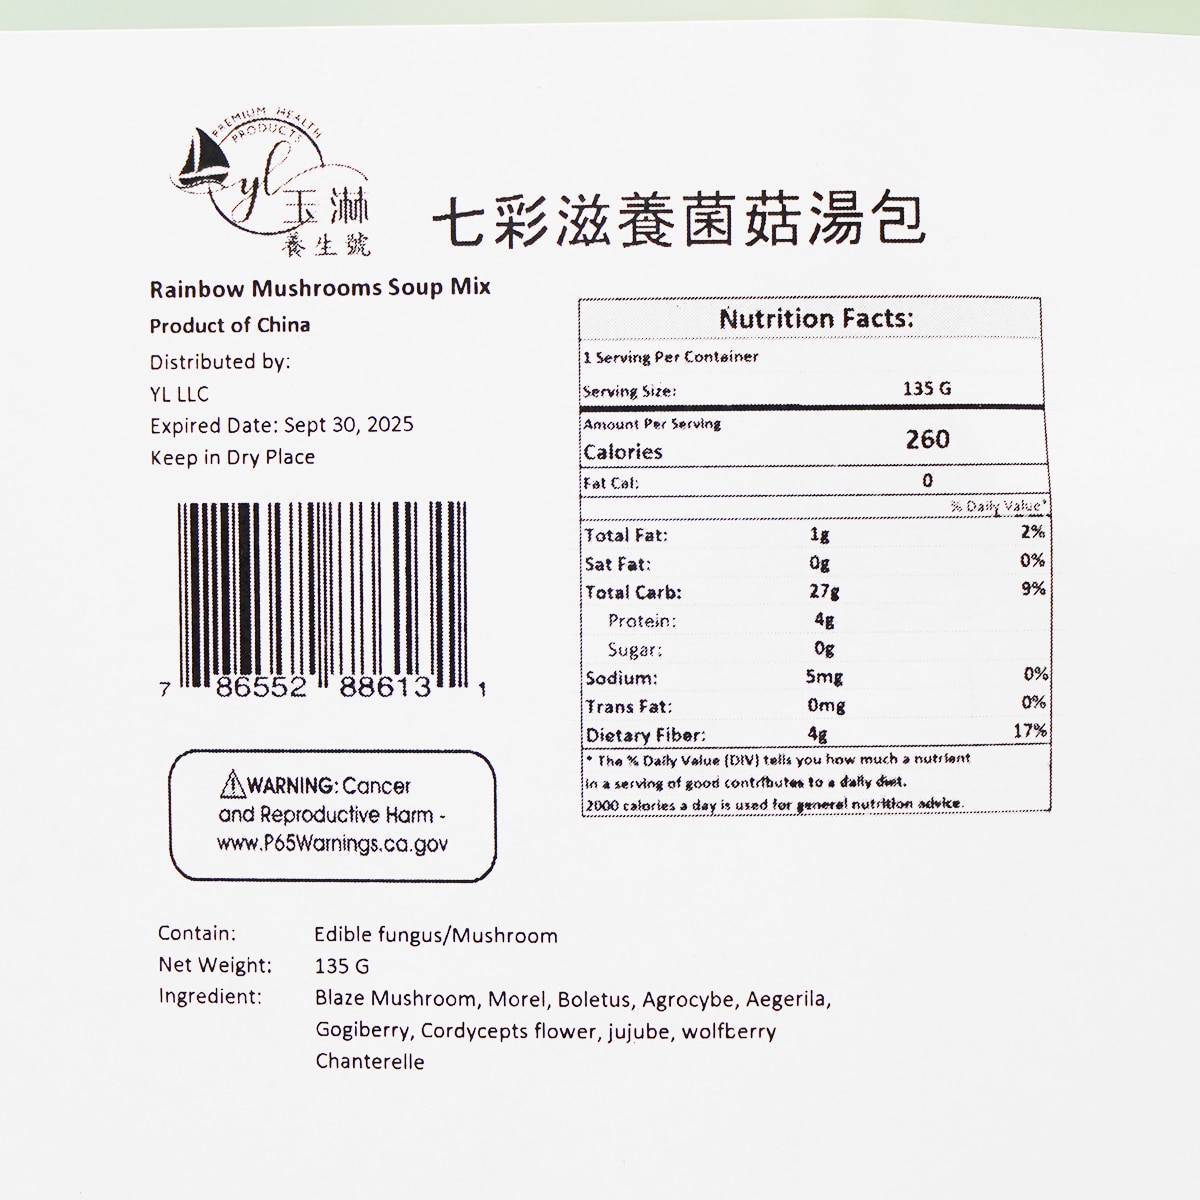 PREMIUM HEALTH
PRODUCTS
yl
玉淋
養生號
七彩滋養菌菇湯包
Rainbow Mushrooms Soup Mix
Product of China
Distributed by:
YL LLC
Expired Date: Sept 30, 2025
Keep in Dry Place
7 86552 88613 1
WARNING: Cancer
and Reproductive Harm -
www.P65Warnings.ca.gov
Nutrition Facts:
1 Serving Per Container
Serving Size: 135 G
Amount Per Serving
Calories 260
Fat Cal: 0
% Daily Value*
Total Fat: 1g 2%
Sat Fat: 0g 0%
Total Carb: 27g 9%
Protein: 4g
Sugar: 0g
Sodium: 5mg 0%
Trans Fat: 0mg 0%
Dietary Fiber: 4g 17%
* The % Daily Value (DIV) tells you how much a nutrient
in a serving of good contributes to a daily diet.
2000 calories a day is used for general nutrition advice.
Contain: Edible fungus/Mushroom
Net Weight: 135 G
Ingredient: Blaze Mushroom, Morel, Boletus, Agrocybe, Aegerila,
Gogiberry, Cordycepts flower, jujube, wolfberry
Chanterelle